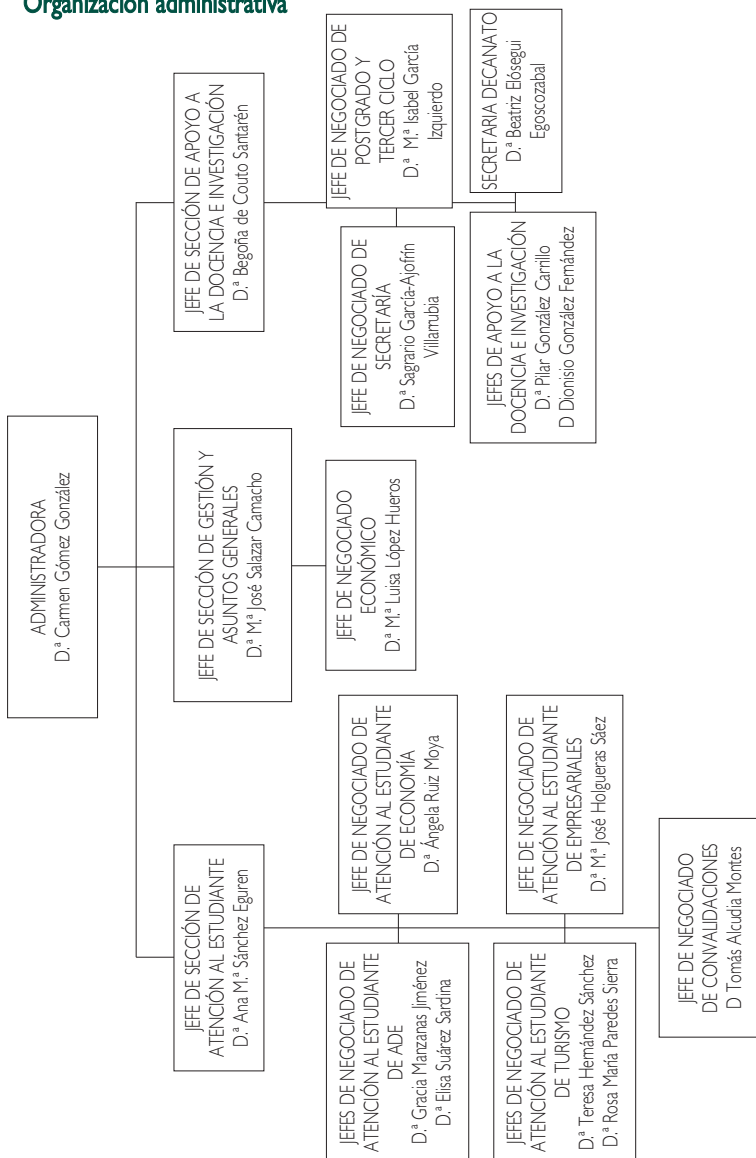 Organización administrativa
ADMINISTRADORA
D.ª Carmen Gómez González
JEFE DE SECCIÓN DE
ATENCIÓN AL ESTUDIANTE
D.ª Ana M.ª Sánchez Eguren
JEFE DE SECCIÓN DE GESTIÓN Y
ASUNTOS GENERALES
D.ª M.ª José Salazar Camacho
JEFE DE SECCIÓN DE APOYO A
LA DOCENCIA E INVESTIGACIÓN
D.ª Begoña de Couto Santarén
JEFES DE NEGOCIADO DE
ATENCIÓN AL ESTUDIANTE
DE ADE
D.ª Gracia Manzanas Jiménez
D.ª Elisa Suárez Sardina
JEFE DE NEGOCIADO DE
ATENCIÓN AL ESTUDIANTE
DE ECONOMÍA
D.ª Ángela Ruiz Moya
JEFE DE NEGOCIADO
ECONÓMICO
D.ª M.ª Luisa López Hueros
JEFE DE NEGOCIADO DE
SECRETARÍA
D.ª Sagrario García-Ajofrín
Villarrubia
JEFE DE NEGOCIADO DE
POSTGRADO Y
TERCER CICLO
D.ª M.ª Isabel García
Izquierdo
JEFES DE NEGOCIADO DE
ATENCIÓN AL ESTUDIANTE
DE TURISMO
D.ª Teresa Hernández Sánchez
D.ª Rosa María Paredes Sierra
JEFE DE NEGOCIADO DE
ATENCIÓN AL ESTUDIANTE
DE EMPRESARIALES
D.ª M.ª José Holgueras Sáez
JEFES DE APOYO A LA
DOCENCIA E INVESTIGACIÓN
D.ª Pilar González Carrillo
D Dionisio González Fernández
SECRETARIA DECANATO
D.ª Beatriz Elósegui
Egoscozabal
JEFE DE NEGOCIADO
DE CONVALIDACIONES
D Tomás Alcudia Montes